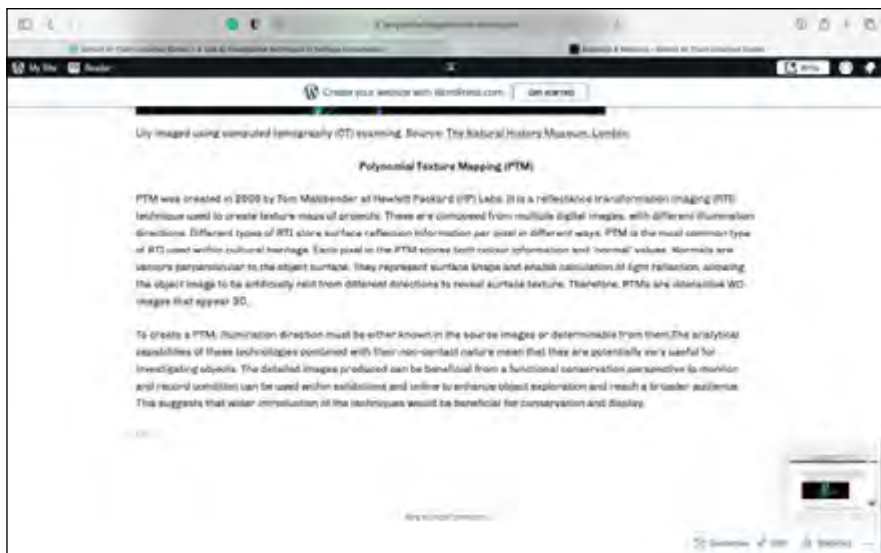 My Site Reader
Write
Create your website with WordPress.com Get started
Lily imaged using computed tomography (CT) scanning. Source: The Natural History Museum, London.
Polynomial Texture Mapping (PTM)
PTM was created in by Tom Malzbender at Hewlett Packard (HP) Labs. It is a reflectance transformation imaging (RTI)
technique used to create texture maps of projects. These are composed from multiple digital images, with different illumination
directions. Different types of RTI store surface reflection information per pixel in different ways. PTM is the most common type
of RTI used within cultural heritage. Each pixel in the PTM stores both colour information and 'normal' values. Normals are
vectors perpendicular to the object surface. They represent surface shape and enable calculation of light reflection, allowing
the object image to be artificially relit from different directions to reveal surface texture. Therefore, PTMs are interactive
images that appear 3D.
To create a PTM, illumination direction must be either known in the source images or determinable from them.The analytical
capabilities of these technologies combined with their non-contact nature mean that they are potentially very useful for
investigating objects. The detailed images produced can be beneficial from a functional conservation perspective to monitor
and record condition can be used within exhibitions and online to enhance object exploration and reach a broader audience.
This suggests that wider introduction of the techniques would be beneficial for conservation and display.